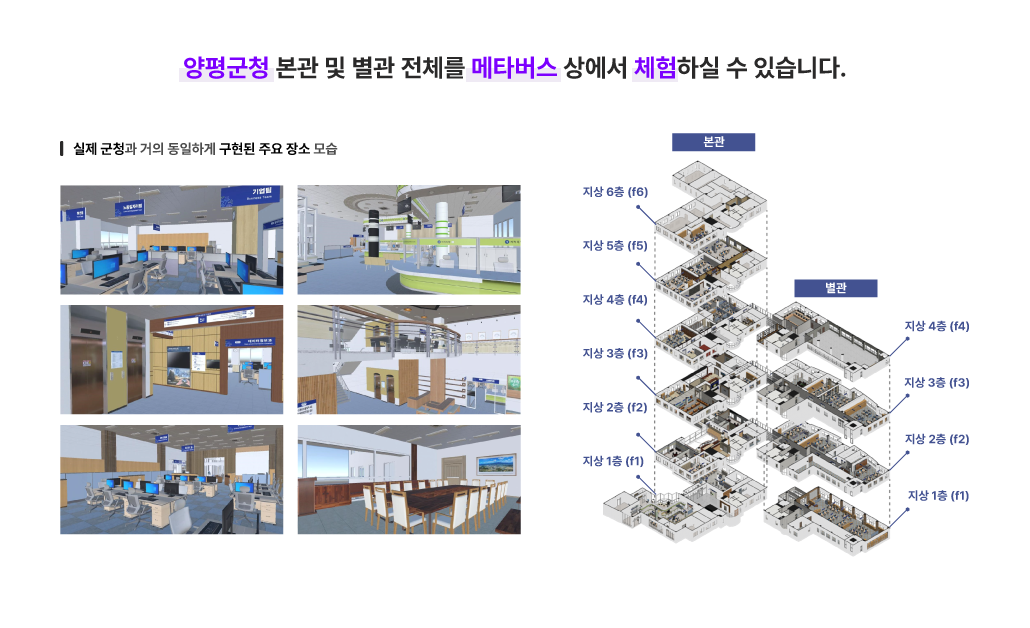 양평군청 본관 및 별관 전체를 메타버스 상에서 체험하실 수 있습니다.
실제 군청과 거의 동일하게 구현된 주요 장소 모습
기업팀
Business Team
본관
지상 6층 (f6)
지상 5층 (f5)
지상 4층 (f4)
지상 3층 (f3)
지상 2층 (f2)
지상 1층 (f1)
별관
지상 4층 (f4)
지상 3층 (f3)
지상 2층 (f2)
지상 1층 (f1)